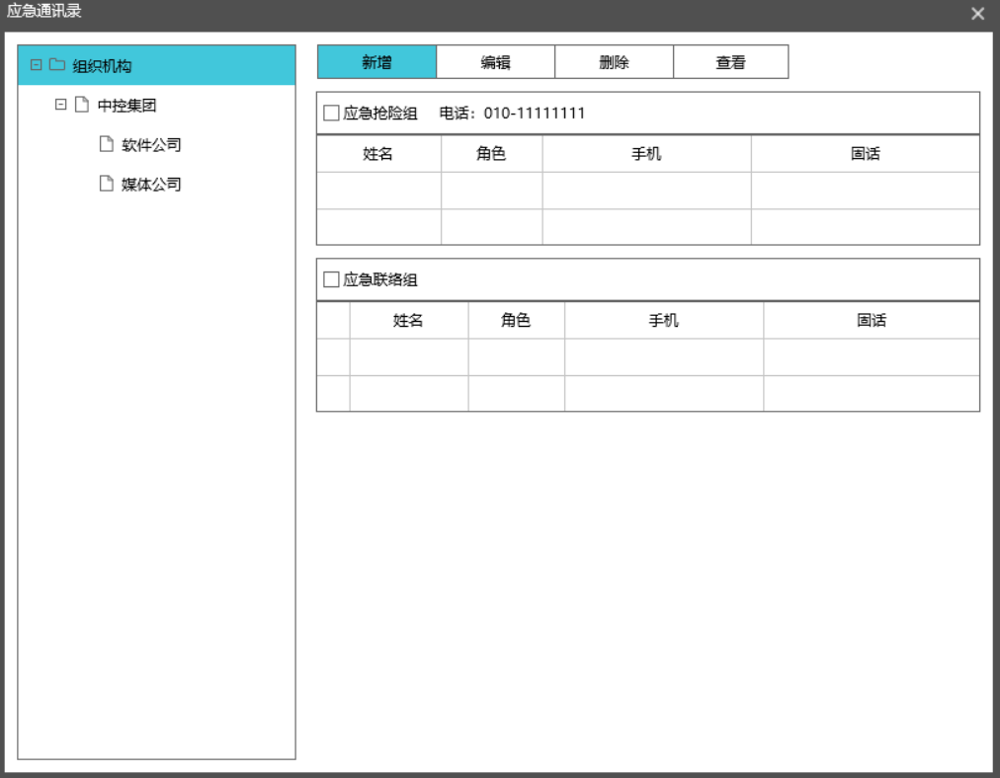 应急通讯录
组织机构
中控集团
软件公司
媒体公司
新增 编辑 删除 查看
应急抢险组 电话：010-11111111
姓名 角色 手机 固话
应急联络组
姓名 角色 手机 固话